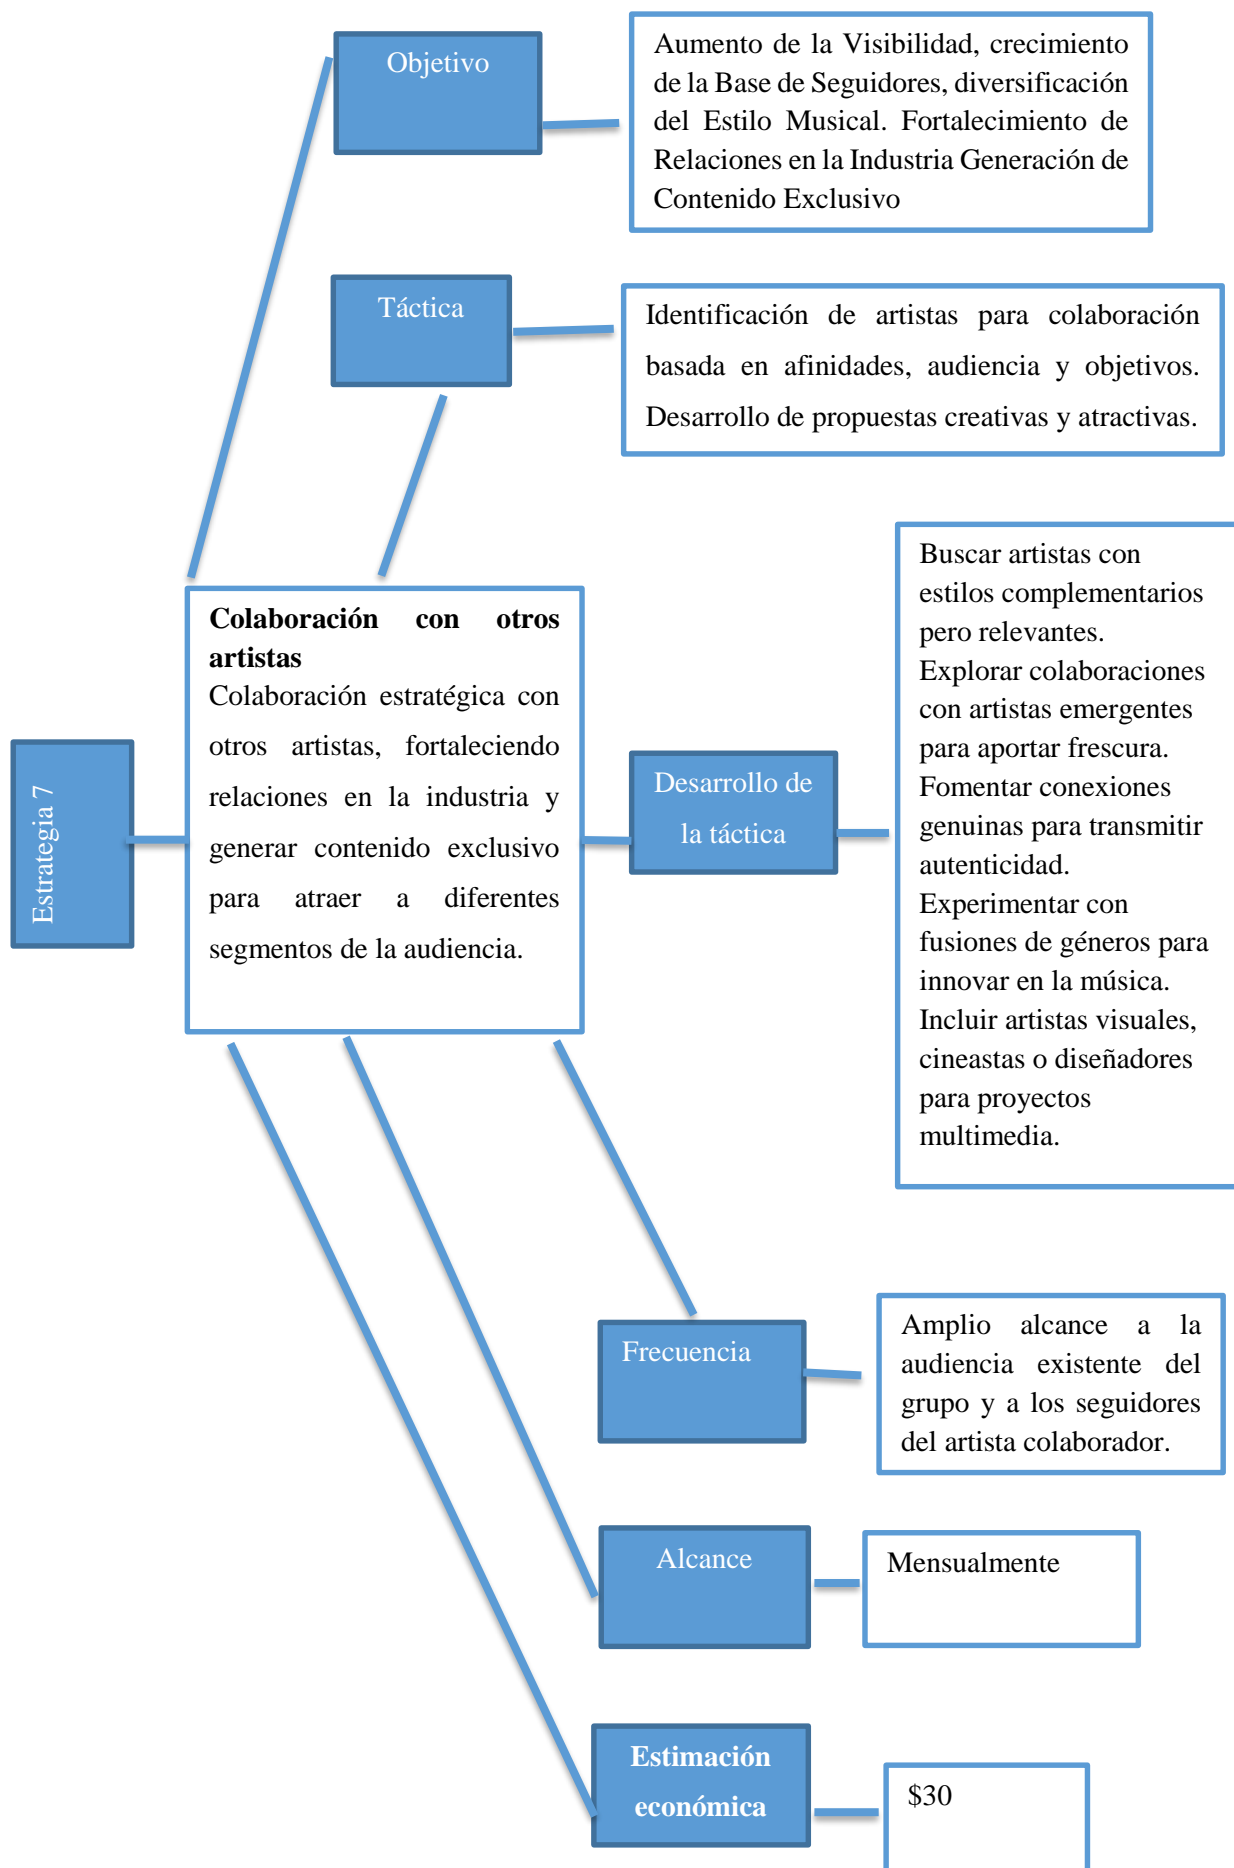 Objetivo
Aumento de la Visibilidad, crecimiento
de la Base de Seguidores, diversificación
del Estilo Musical. Fortalecimiento de
Relaciones en la Industria Generación de
Contenido Exclusivo
Táctica
Identificación de artistas para colaboración
basada en afinidades, audiencia y objetivos.
Desarrollo de propuestas creativas y atractivas.
Estrategia 7
Colaboración con otros
artistas
Colaboración estratégica con
otros artistas, fortaleciendo
relaciones en la industria y
generar contenido exclusivo
para atraer a diferentes
segmentos de la audiencia.
Desarrollo de
la táctica
Buscar artistas con
estilos complementarios
pero relevantes.
Explorar colaboraciones
con artistas emergentes
para aportar frescura.
Fomentar conexiones
genuinas para transmitir
autenticidad.
Experimentar con
fusiones de géneros para
innovar en la música.
Incluir artistas visuales,
cineastas o diseñadores
para proyectos
multimedia.
Frecuencia
Amplio alcance a la
audiencia existente del
grupo y a los seguidores
del artista colaborador.
Alcance
Mensualmente
Estimación
económica
$30